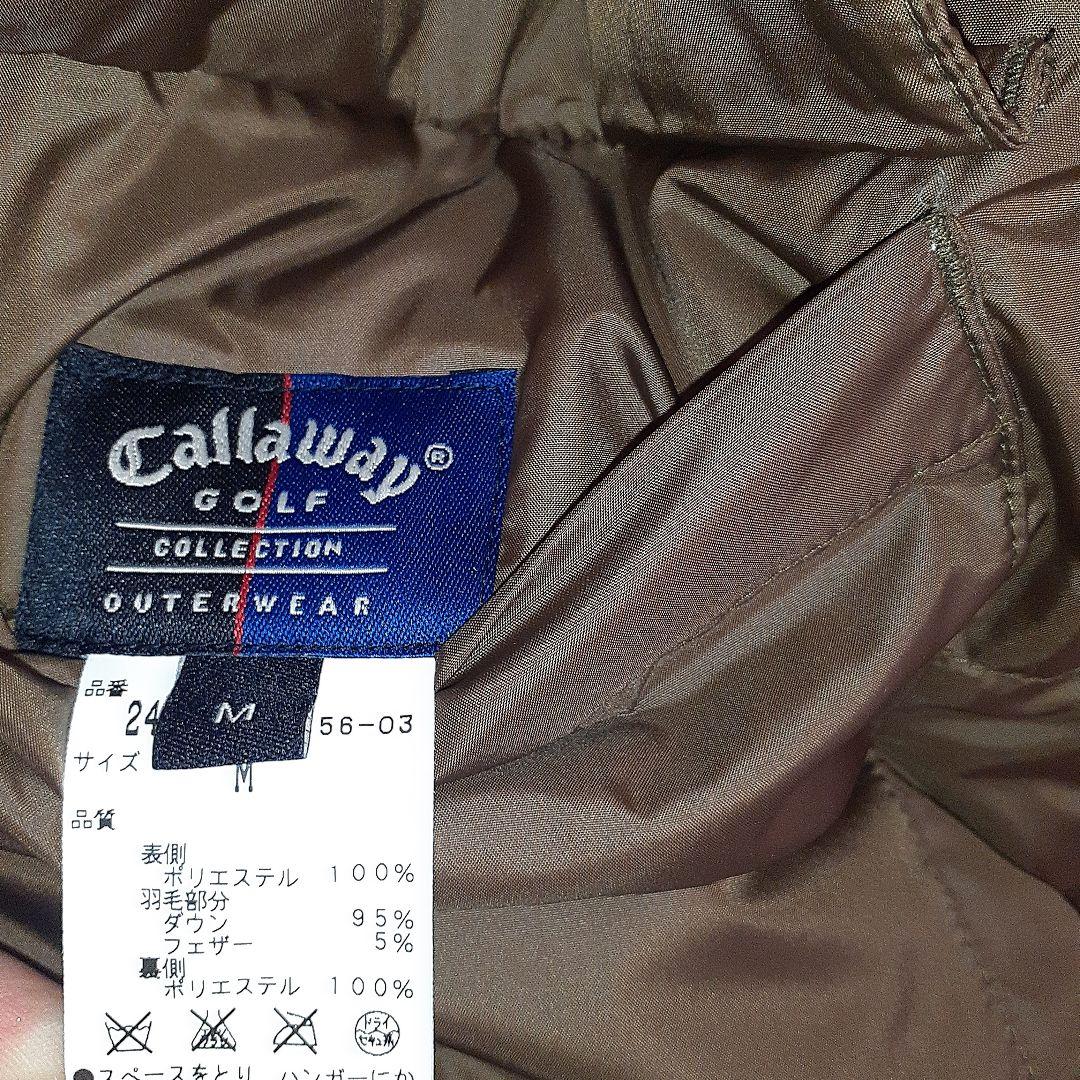 Callaway®
GOLF
COLLECTION
OUTERWEAR
M
品番
24 56-03
サイズ
M
品質
表側
ポリエステル 100%
羽毛部分
ダウン 95%
フェザー 5%
裏側
ポリエステル 100%
ドライ
セキユ系
●スペースをとり、ハンガーにか